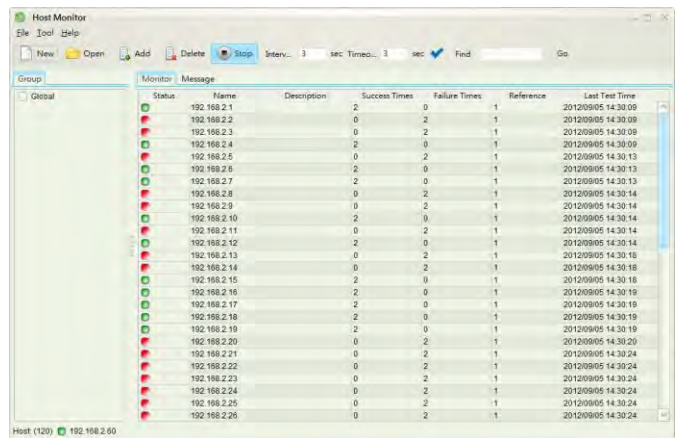 Host Monitor
File Tool Help
New Open Add Delete Stop Interv... 3 sec Timeo... 3 sec Find Go
Group Monitor Message
Global
Status Name Description Success Times Failure Times Reference Last Test Time
192.168.2.1 2 0 1 2012/09/05 14:30:09
192.168.2.2 0 2 1 2012/09/05 14:30:09
192.168.2.3 0 2 1 2012/09/05 14:30:09
192.168.2.4 2 0 1 2012/09/05 14:30:09
192.168.2.5 0 2 1 2012/09/05 14:30:13
192.168.2.6 2 0 1 2012/09/05 14:30:13
192.168.2.7 2 0 1 2012/09/05 14:30:13
192.168.2.8 0 2 1 2012/09/05 14:30:14
192.168.2.9 0 2 1 2012/09/05 14:30:14
192.168.2.10 2 0 1 2012/09/05 14:30:14
192.168.2.11 0 2 1 2012/09/05 14:30:14
192.168.2.12 2 0 1 2012/09/05 14:30:14
192.168.2.13 0 2 1 2012/09/05 14:30:18
192.168.2.14 0 2 1 2012/09/05 14:30:18
192.168.2.15 2 0 1 2012/09/05 14:30:18
192.168.2.16 2 0 1 2012/09/05 14:30:19
192.168.2.17 2 0 1 2012/09/05 14:30:19
192.168.2.18 2 0 1 2012/09/05 14:30:19
192.168.2.19 2 0 1 2012/09/05 14:30:19
192.168.2.20 0 2 1 2012/09/05 14:30:20
192.168.2.21 0 2 1 2012/09/05 14:30:24
192.168.2.22 0 2 1 2012/09/05 14:30:24
192.168.2.23 0 2 1 2012/09/05 14:30:24
192.168.2.24 0 2 1 2012/09/05 14:30:24
192.168.2.25 0 2 1 2012/09/05 14:30:24
192.168.2.26 0 2 1 2012/09/05 14:30:24
Host: (120) 192.168.2.60